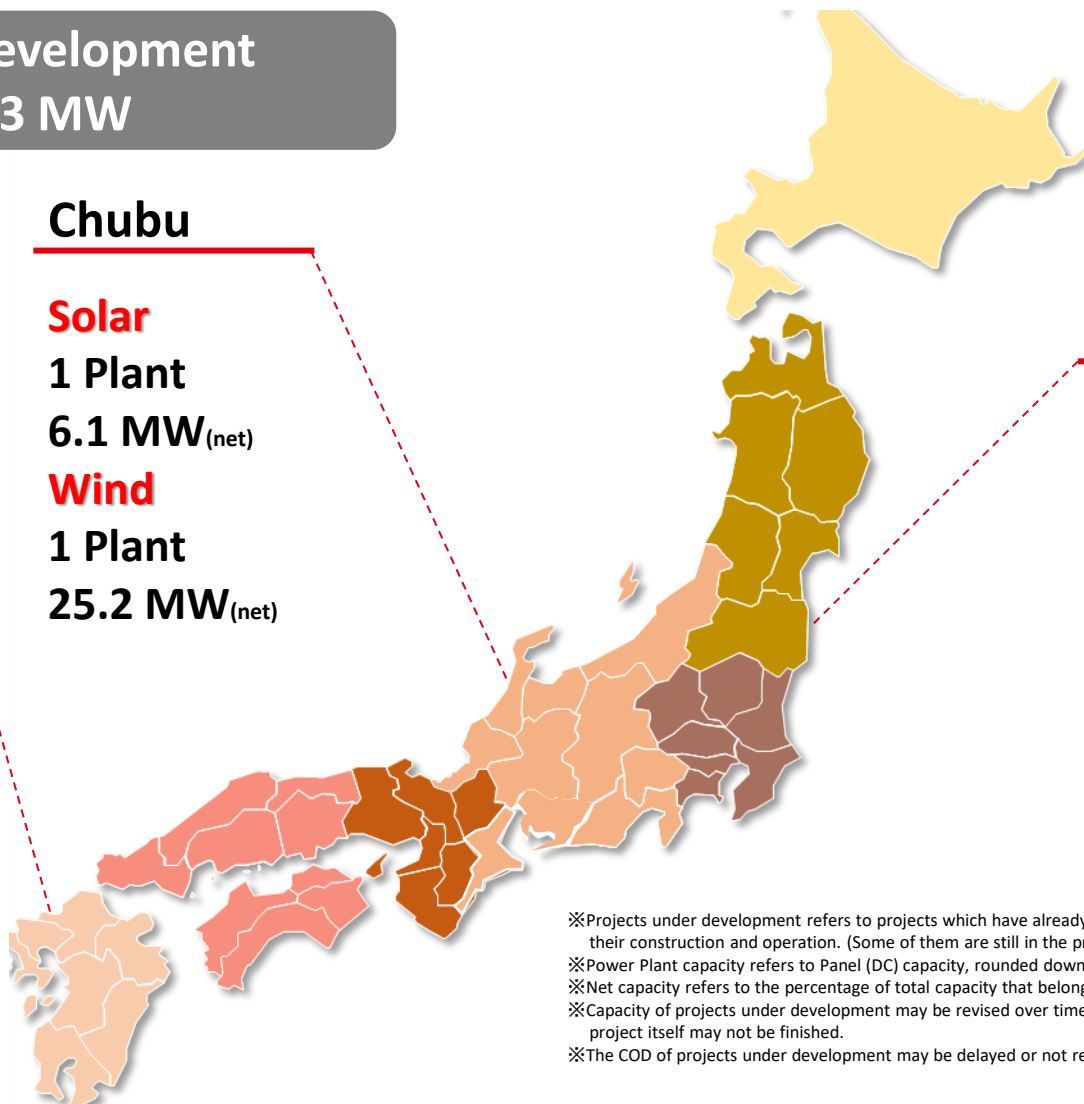 evelopment
3 MW
Chubu
Solar
1 Plant
6.1 MW(net)
Wind
1 Plant
25.2 MW(net)
※Projects under development refers to projects which have already
their construction and operation. (Some of them are still in the
※Power Plant capacity refers to Panel (DC) capacity, rounded down
※Net capacity refers to the percentage of total capacity that
※Capacity of projects under development may be revised over time
project itself may not be finished.
※The COD of projects under development may be delayed or not